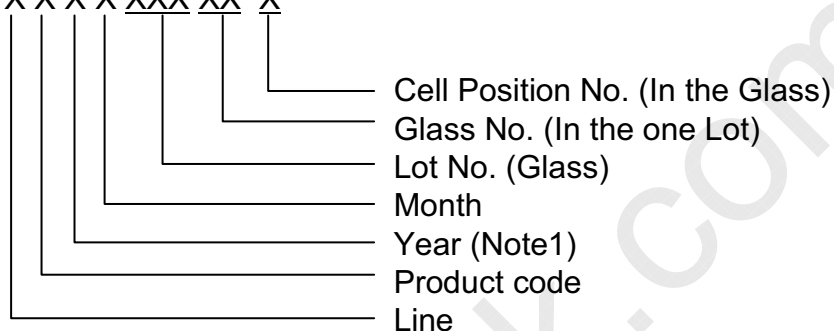 X X X X XXX XX X
Cell Position No. (In the Glass)
Glass No. (In the one Lot)
Lot No. (Glass)
Month
Year (Note1)
Product code
Line